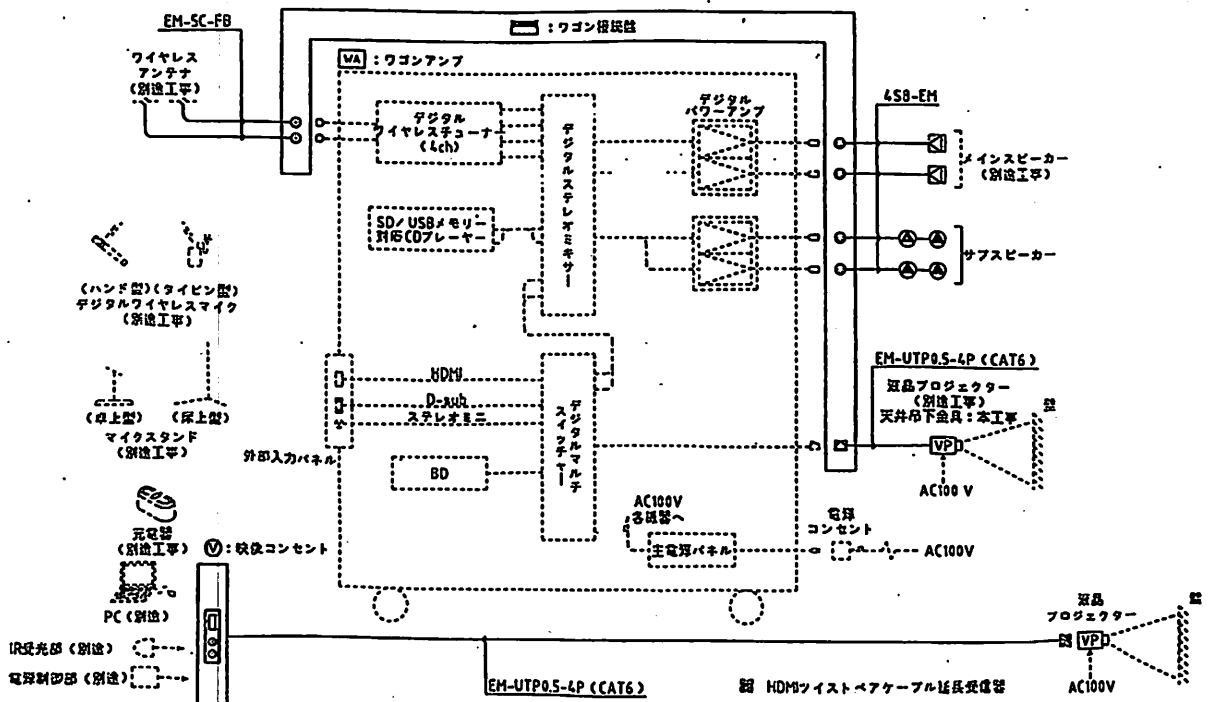 EM-SC-FB
:ワゴン接続盤
ワイヤレス
アンテナ
(別途工事)
WA :ワゴンアンプ
デジタル
ワイヤレスチューナ
(4ch)
デジタルステレオミキサー
デジタル
パワーアンプ
4S8-EM
メインスピーカー
(別途工事)
SD/USBメモリー
対応CDプレーヤー
サブスピーカー
(ハンド型)(タイピン型)
デジタルワイヤレスマイク
(別途工事)
HDMI
D-sub
ステレオミニ
デジタルマルチ
スイッチャー
EM-UTP0.5-4P (CAT6)
液晶プロジェクター
(別途工事)
天井吊下金具:本工事
(卓上型)
(床上型)
マイクスタンド
(別途工事)
外部入力パネル
BD
VP
AC100 V
AC100V
各機器へ
電源
コンセント
主電源パネル
AC100V
充電器
(別途工事)
V :映像コンセント
PC (別途)
液晶
プロジェクター
IR受光部 (別途)
VP
電源制御部 (別途)
EM-UTP0.5-4P (CAT6)
HDMIツイストペアケーブル延長受信器
AC100V